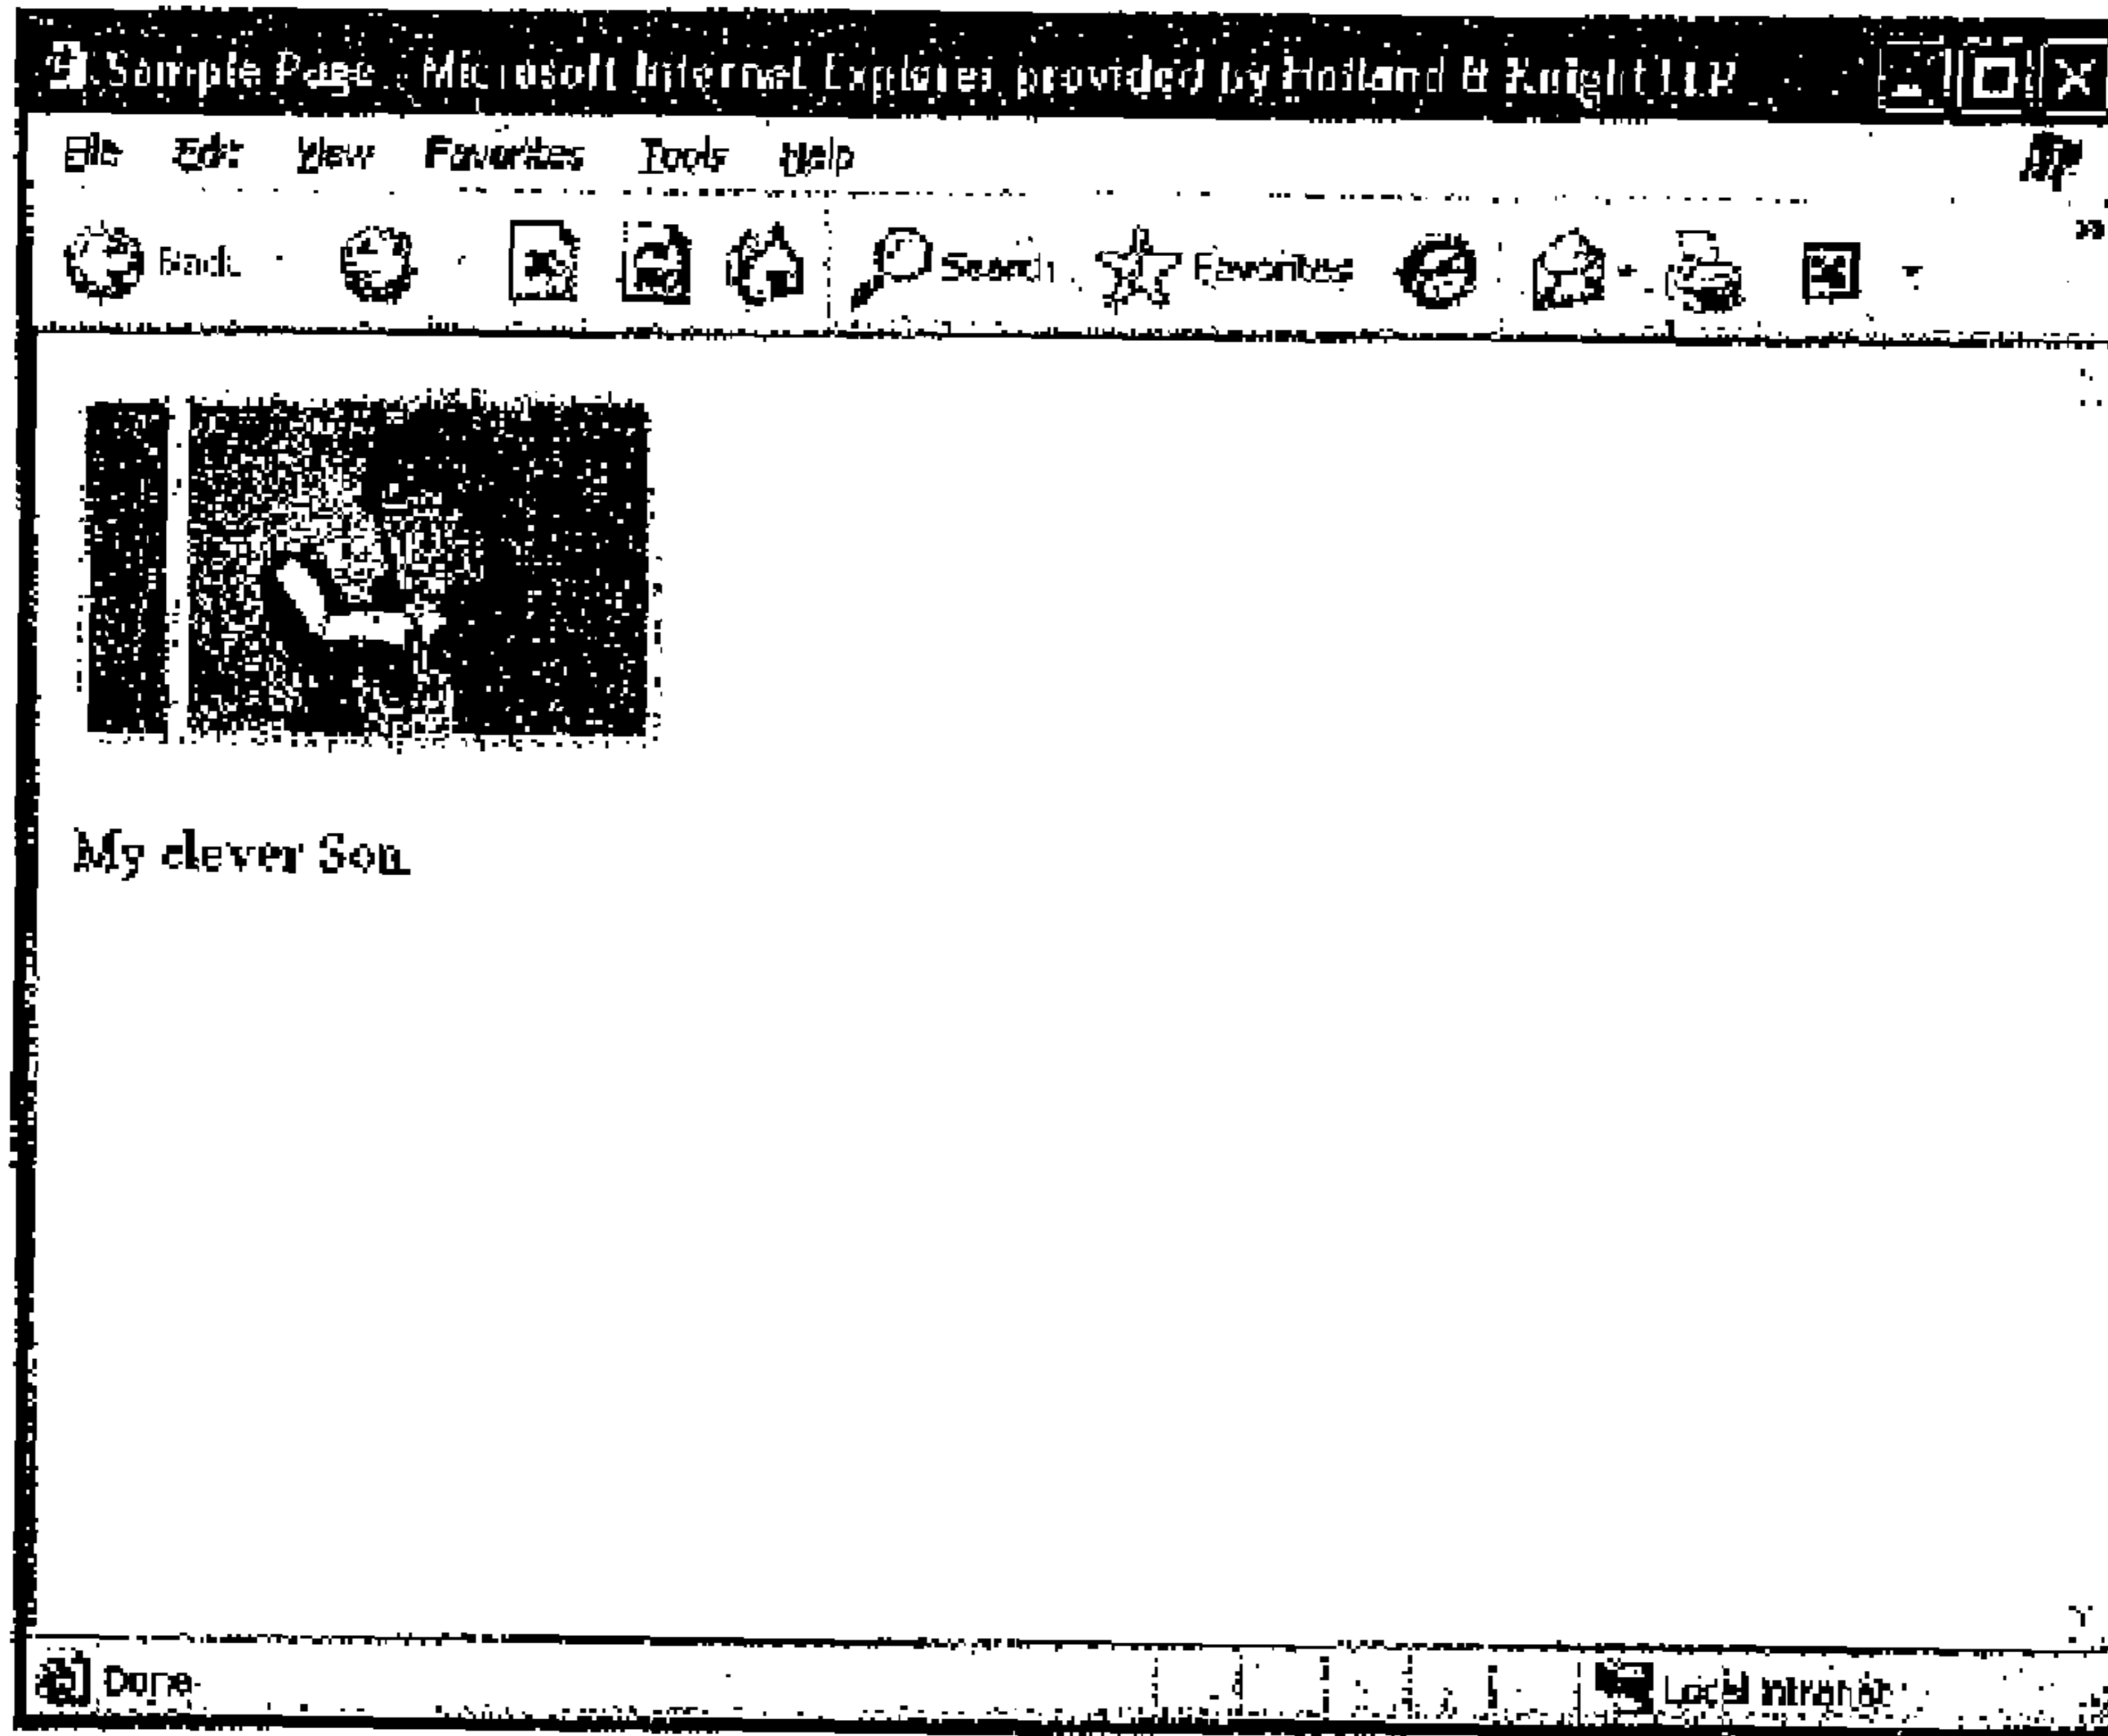 Sample Page - Microsoft Internet Explorer provided by Holland & Knight LLP
File Edit View Favorites Tools Help
Back Search Favorites
My clever Son
Done Local intranet